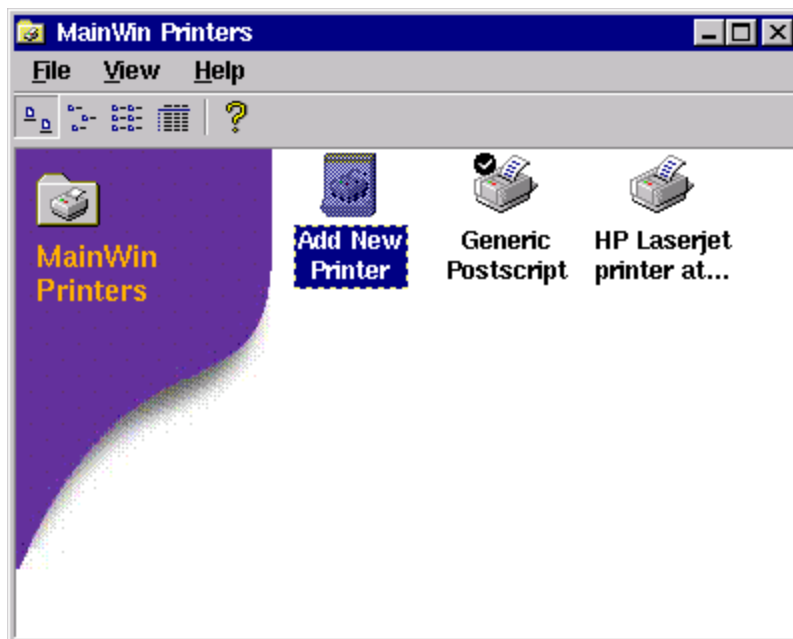 MainWin Printers
File View Help
?
MainWin
Printers
Add New
Printer
Generic
Postscript
HP Laserjet
printer at...